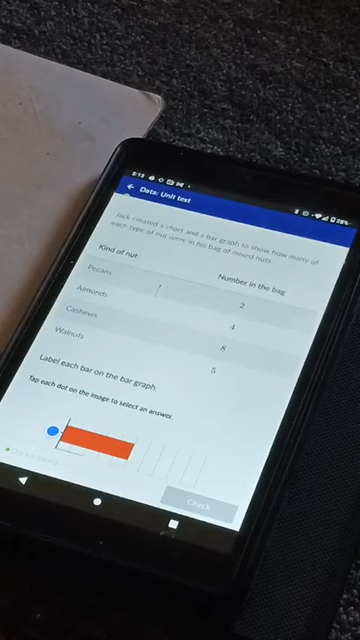 5:13
28%
Data: Unit test
Jack created a chart and a bar graph to show how many of
each type of nut were in his bag of mixed nuts.
Kind of nut Number in the bag
Pecans 2
Almonds 4
Cashews 8
Walnuts 5
Label each bar on the bar graph.
Tap each dot on the image to select an answer.
Check